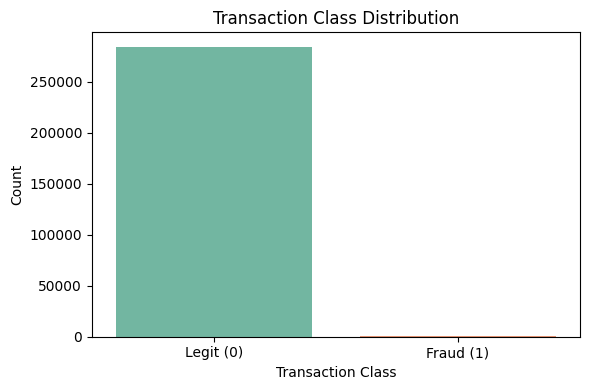 Transaction Class Distribution
250000
200000
150000
100000
50000
0
Count
Legit (0) Fraud (1)
Transaction Class